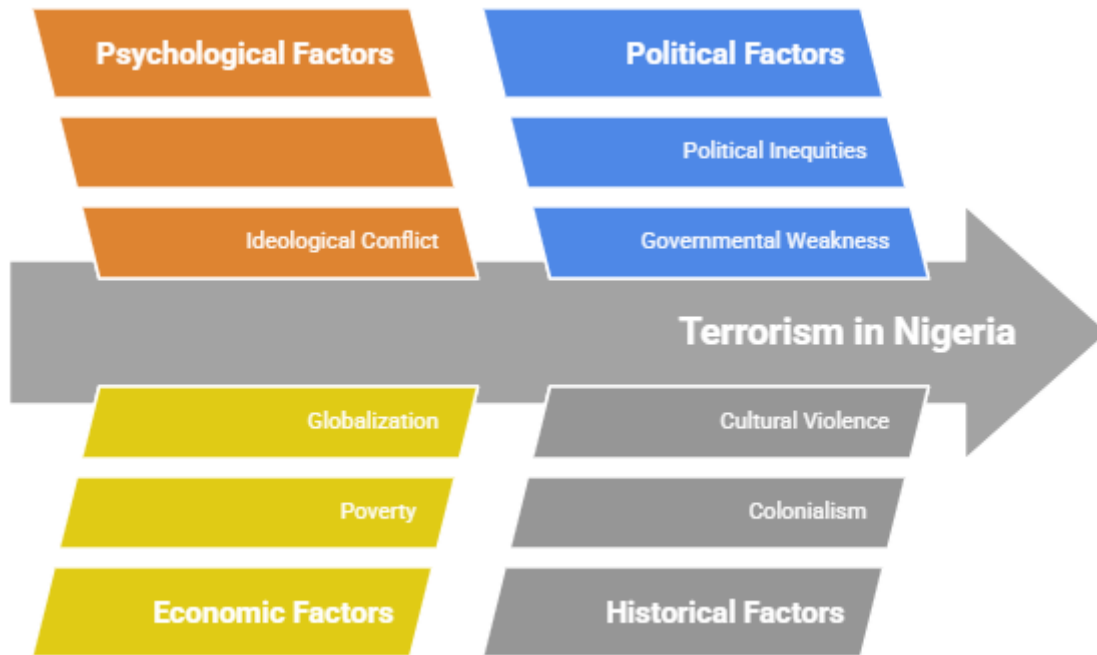 Psychological Factors
Political Factors
Political Inequities
Ideological Conflict
Governmental Weakness
Terrorism in Nigeria
Globalization
Cultural Violence
Poverty
Colonialism
Economic Factors
Historical Factors